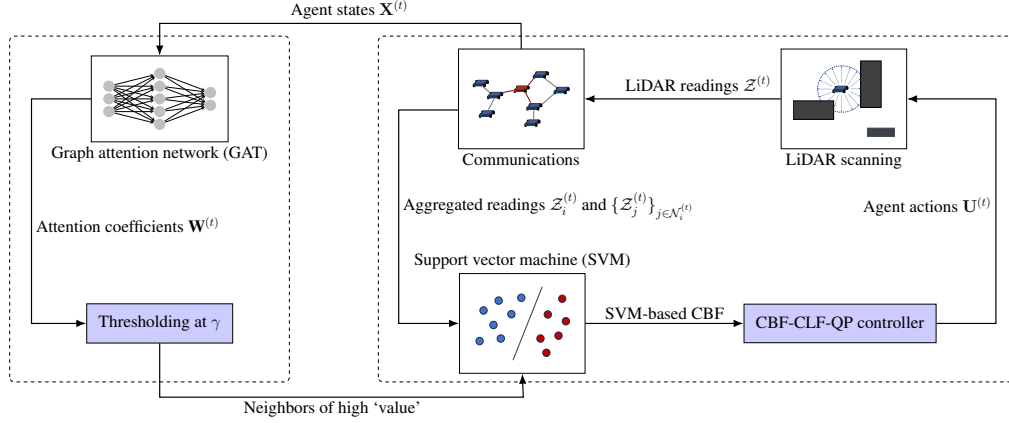 Agent states X^(t)
LiDAR readings Z^(t)
Graph attention network (GAT)
Communications
LiDAR scanning
Attention coefficients W^(t)
Aggregated readings Z_i^(t) and {Z_j^(t)}_{j∈N_i^(t)}
Agent actions U^(t)
Support vector machine (SVM)
Thresholding at γ
SVM-based CBF
CBF-CLF-QP controller
Neighbors of high ‘value’